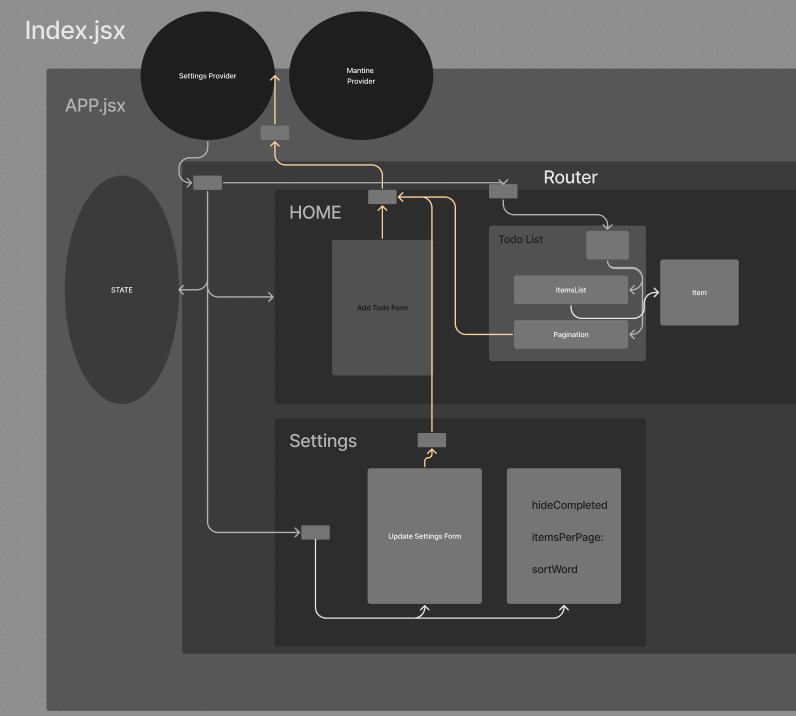 Index.jsx
Settings Provider
Mantine
Provider
APP.jsx
Router
HOME
Todo List
STATE
ItemsList
Item
Add Todo Form
Pagination
Settings
hideCompleted
Update Settings Form
itemsPerPage:
sortWord